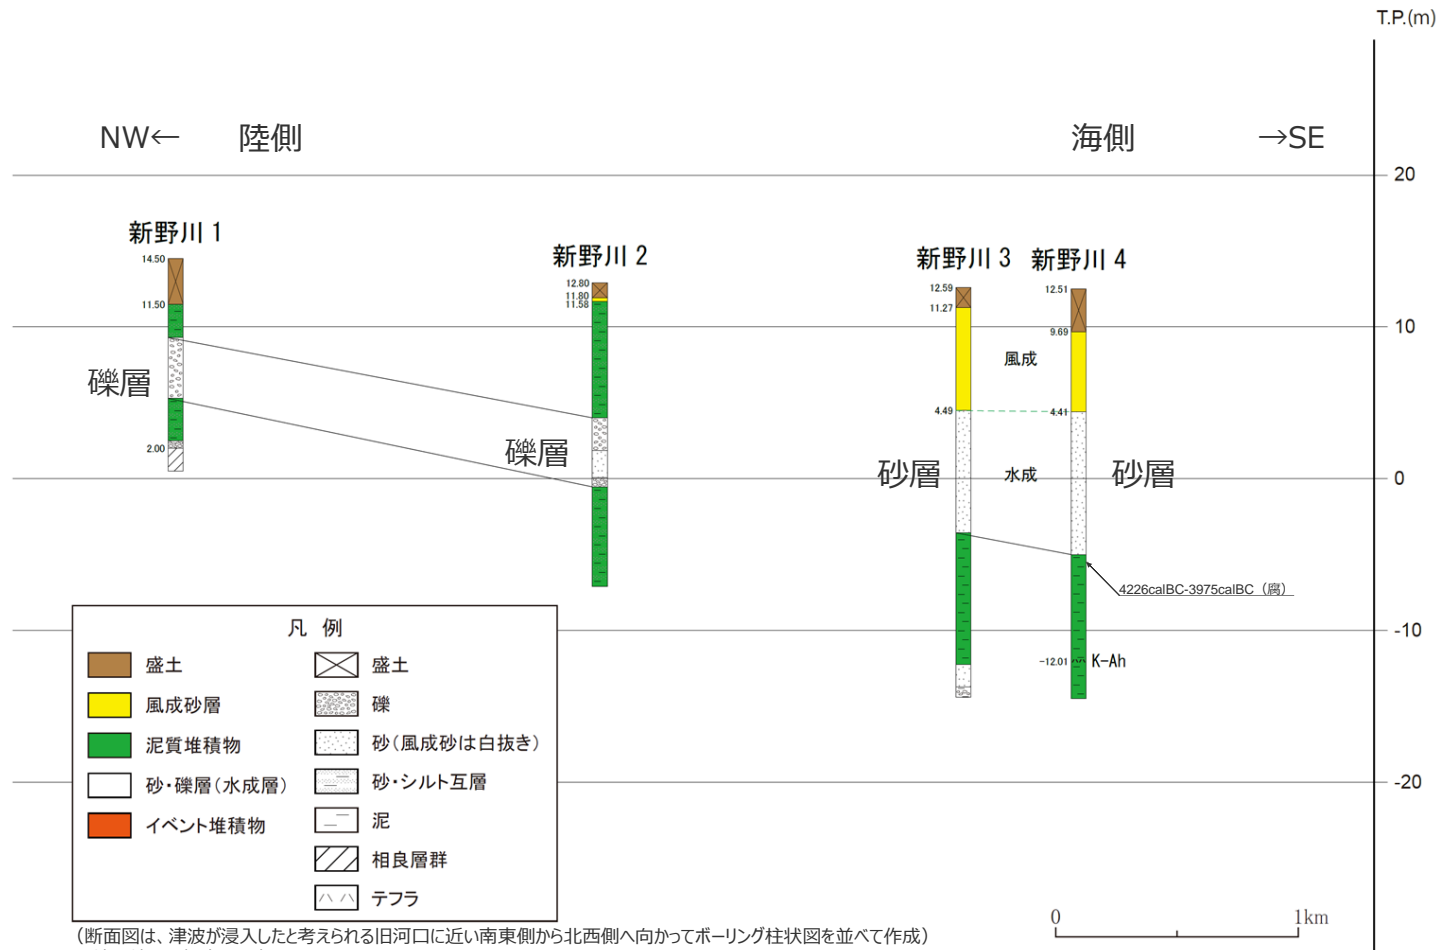 T.P.(m)
NW← 陸側 海側 →SE
20
新野川 1
新野川 2
新野川 3
新野川 4
14.50
11.50
2.00
12.80
11.80
11.58
12.59
11.27
4.49
12.51
9.69
4.41
10
風成
礫層
礫層
砂層
水成
砂層
0
4226calBC-3975calBC（腐）
-10
-12.01
K-Ah
-20
凡 例
盛土
風成砂層
泥質堆積物
砂・礫層（水成層）
イベント堆積物
盛土
礫
砂（風成砂は白抜き）
砂・シルト互層
泥
相良層群
テフラ
0 1km
（断面図は、津波が浸入したと考えられる旧河口に近い南東側から北西側へ向かってボーリング柱状図を並べて作成）